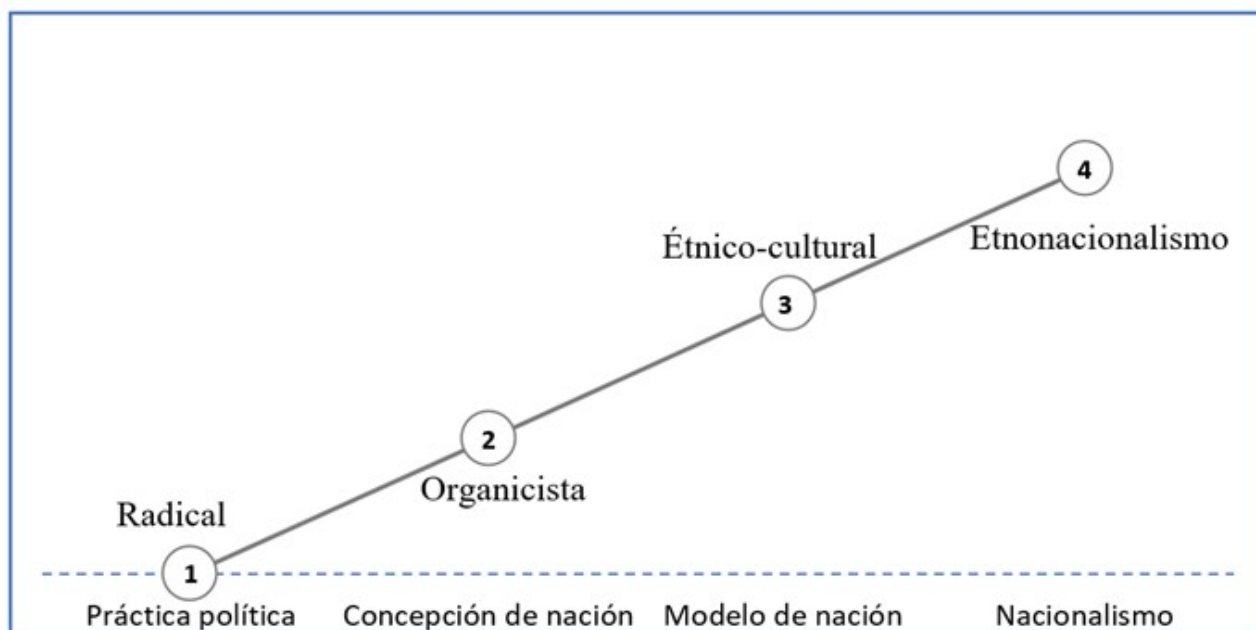 4
Étnico-cultural
Etnonacionalismo
3
2
Organicista
Radical
1
Práctica política
Concepción de nación
Modelo de nación
Nacionalismo